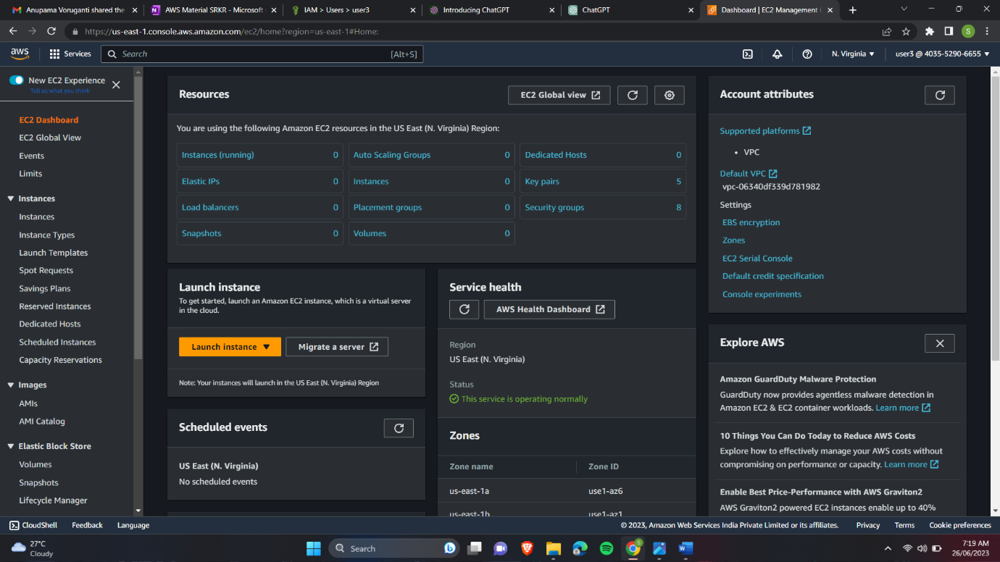 Anupama Voruganti shared the
AWS Material SRKR - Microsoft
IAM > Users > user3
Introducing ChatGPT
ChatGPT
Dashboard | EC2 Management
https://us-east-1.console.aws.amazon.com/ec2/home?region=us-east-1#Home:
S
aws
Services
Search
[Alt+S]
N. Virginia
user3 @ 4035-5290-6655
New EC2 Experience
Tell us what you think
EC2 Dashboard
EC2 Global View
Events
Limits
Instances
Instances
Instance Types
Launch Templates
Spot Requests
Savings Plans
Reserved Instances
Dedicated Hosts
Scheduled Instances
Capacity Reservations
Images
AMIs
AMI Catalog
Elastic Block Store
Volumes
Snapshots
Lifecycle Manager
Resources
EC2 Global view
You are using the following Amazon EC2 resources in the US East (N. Virginia) Region:
Instances (running) 0 Auto Scaling Groups 0 Dedicated Hosts 0
Elastic IPs 0 Instances 0 Key pairs 5
Load balancers 0 Placement groups 0 Security groups 8
Snapshots 0 Volumes 0
Launch instance
To get started, launch an Amazon EC2 instance, which is a virtual server
in the cloud.
Launch instance
Migrate a server
Note: Your instances will launch in the US East (N. Virginia) Region
Scheduled events
US East (N. Virginia)
No scheduled events
Service health
AWS Health Dashboard
Region
US East (N. Virginia)
Status
This service is operating normally
Zones
Zone name Zone ID
us-east-1a use1-az6
us-east-1b use1-az1
Account attributes
Supported platforms
• VPC
Default VPC
vpc-06340df339d781982
Settings
EBS encryption
Zones
EC2 Serial Console
Default credit specification
Console experiments
Explore AWS
Amazon GuardDuty Malware Protection
GuardDuty now provides agentless malware detection in
Amazon EC2 & EC2 container workloads. Learn more
10 Things You Can Do Today to Reduce AWS Costs
Explore how to effectively manage your AWS costs without
compromising on performance or capacity. Learn more
Enable Best Price-Performance with AWS Graviton2
AWS Graviton2 powered EC2 instances enable up to 40%
CloudShell
Feedback
Language
© 2023, Amazon Web Services India Private Limited or its affiliates.
Privacy
Terms
Cookie preferences
27°C
Cloudy
Search
7:19 AM
26/06/2023